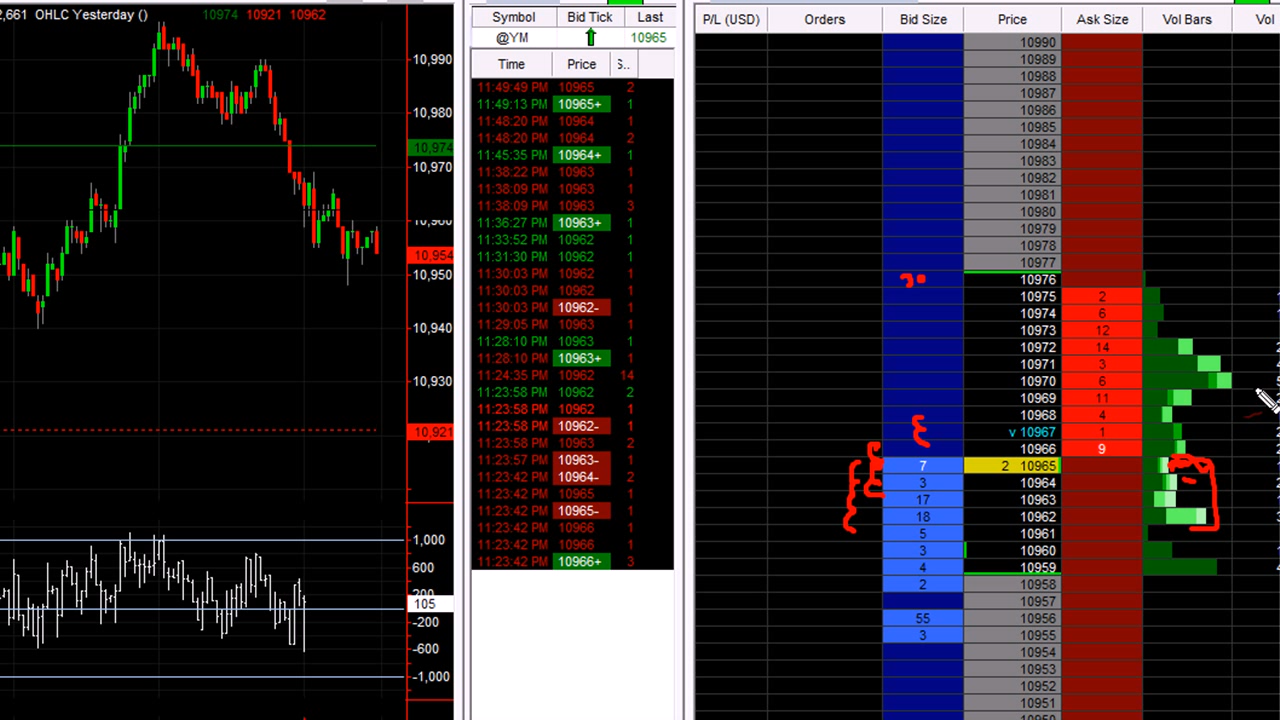 2,661 OHLC Yesterday () 10974 10921 10962
10,990
10,980
10,974
10,970
10,960
10,954
10,950
10,940
10,930
10,921
1,000
600
200
105
-200
-600
-1,000
Symbol Bid Tick Last
@YM 10965
Time Price S..
11:49:49 PM 10965 2
11:49:13 PM 10965+ 1
11:48:20 PM 10964 1
11:48:20 PM 10964 2
11:45:35 PM 10964+ 1
11:38:22 PM 10963 1
11:38:09 PM 10963 1
11:38:09 PM 10963 3
11:36:27 PM 10963+ 1
11:33:52 PM 10962 1
11:31:30 PM 10962 1
11:30:03 PM 10962 1
11:30:03 PM 10962 1
11:30:03 PM 10962- 1
11:29:05 PM 10963 1
11:28:10 PM 10963 1
11:28:10 PM 10963+ 1
11:24:35 PM 10962 14
11:23:58 PM 10962 2
11:23:58 PM 10962 1
11:23:58 PM 10962- 1
11:23:58 PM 10963 2
11:23:57 PM 10963- 1
11:23:42 PM 10964- 2
11:23:42 PM 10965 1
11:23:42 PM 10965- 1
11:23:42 PM 10966 1
11:23:42 PM 10966 1
11:23:42 PM 10966+ 3
P/L (USD) Orders Bid Size Price Ask Size Vol Bars Vol
10990
10989
10988
10987
10986
10985
10984
10983
10982
10981
10980
10979
10978
10977
10976
10975 2
10974 6
10973 12
10972 14
10971 3
10970 6
10969 11
10968 4
v 10967 1
10966 9
7 2 10965
3 10964
17 10963
18 10962
5 10961
3 10960
4 10959
2 10958
10957
55 10956
3 10955
10954
10953
10952
10951